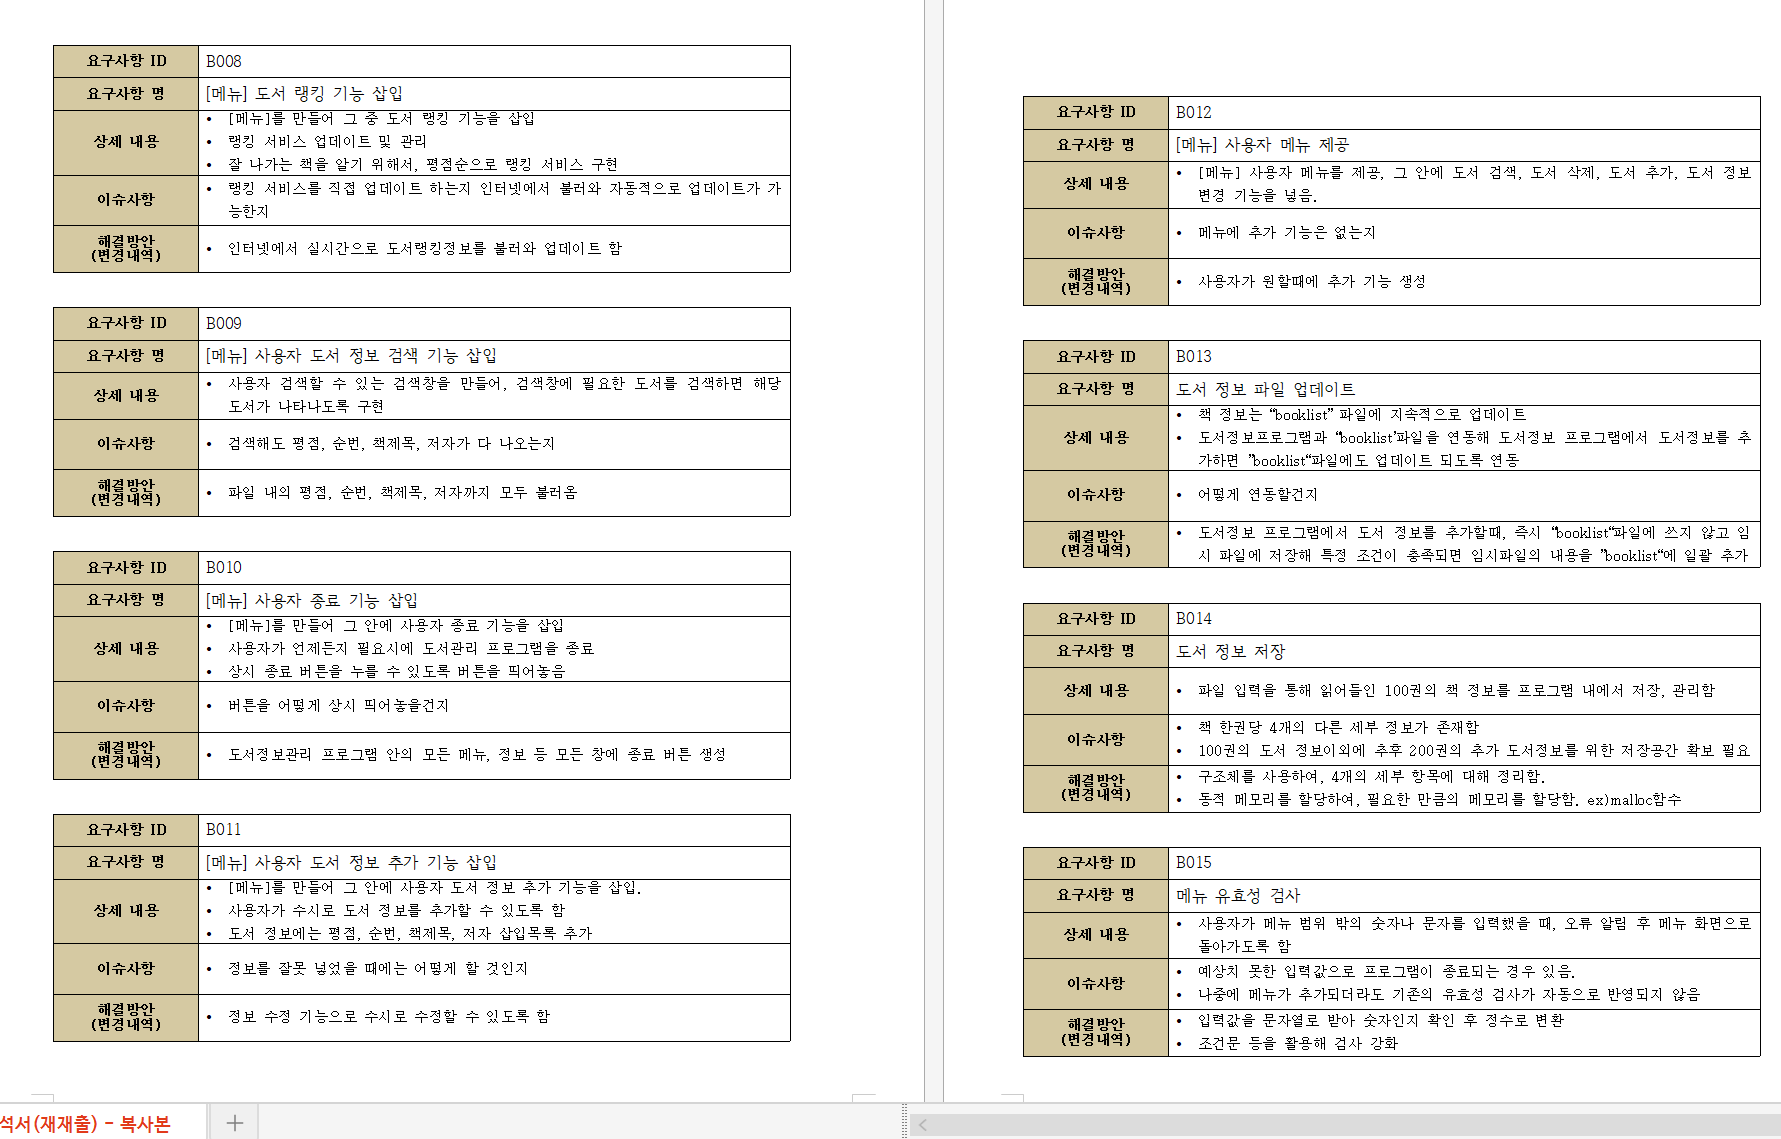 요구사항 ID B008
요구사항 명 [메뉴] 도서 랭킹 기능 삽입
상세 내용
• [메뉴]를 만들어 그 중 도서 랭킹 기능을 삽입
• 랭킹 서비스 업데이트 및 관리
• 잘 나가는 책을 알기 위해서, 평점순으로 랭킹 서비스 구현
이슈사항
• 랭킹 서비스를 직접 업데이트 하는지 인터넷에서 불러와 자동적으로 업데이트가 가
능한지
해결방안
(변경내역)
• 인터넷에서 실시간으로 도서랭킹정보를 불러와 업데이트 함
요구사항 ID B009
요구사항 명 [메뉴] 사용자 도서 정보 검색 기능 삽입
상세 내용
• 사용자 검색할 수 있는 검색창을 만들어, 검색창에 필요한 도서를 검색하면 해당
도서가 나타나도록 구현
이슈사항
• 검색해도 평점, 순번, 책제목, 저자가 다 나오는지
해결방안
(변경내역)
• 파일 내의 평점, 순번, 책제목, 저자까지 모두 불러옴
요구사항 ID B010
요구사항 명 [메뉴] 사용자 종료 기능 삽입
상세 내용
• [메뉴]를 만들어 그 안에 사용자 종료 기능을 삽입
• 사용자가 언제든지 필요시에 도서관리 프로그램을 종료
• 상시 종료 버튼을 누를 수 있도록 버튼을 띄어놓음
이슈사항
• 버튼을 어떻게 상시 띄어놓을건지
해결방안
(변경내역)
• 도서정보관리 프로그램 안의 모든 메뉴, 정보 등 모든 창에 종료 버튼 생성
요구사항 ID B011
요구사항 명 [메뉴] 사용자 도서 정보 추가 기능 삽입
상세 내용
• [메뉴]를 만들어 그 안에 사용자 도서 정보 추가 기능을 삽입.
• 사용자가 수시로 도서 정보를 추가할 수 있도록 함
• 도서 정보에는 평점, 순번, 책제목, 저자 삽입목록 추가
이슈사항
• 정보를 잘못 넣었을 때에는 어떻게 할 것인지
해결방안
(변경내역)
• 정보 수정 기능으로 수시로 수정할 수 있도록 함
요구사항 ID B012
요구사항 명 [메뉴] 사용자 메뉴 제공
상세 내용
• [메뉴] 사용자 메뉴를 제공, 그 안에 도서 검색, 도서 삭제, 도서 추가, 도서 정보
변경 기능을 넣음.
이슈사항
• 메뉴에 추가 기능은 없는지
해결방안
(변경내역)
• 사용자가 원할때에 추가 기능 생성
요구사항 ID B013
요구사항 명 도서 정보 파일 업데이트
상세 내용
• 책 정보는 “booklist” 파일에 지속적으로 업데이트
• 도서정보프로그램과 “booklist’파일을 연동해 도서정보 프로그램에서 도서정보를 추
가하면 ”booklist“파일에도 업데이트 되도록 연동
이슈사항
• 어떻게 연동할건지
해결방안
(변경내역)
• 도서정보 프로그램에서 도서 정보를 추가할때, 즉시 “booklist“파일에 쓰지 않고 임
시 파일에 저장해 특정 조건이 충족되면 임시파일의 내용을 ”booklist“에 일괄 추가
요구사항 ID B014
요구사항 명 도서 정보 저장
상세 내용
• 파일 입력을 통해 읽어들인 100권의 책 정보를 프로그램 내에서 저장, 관리함
이슈사항
• 책 한권당 4개의 다른 세부 정보가 존재함
• 100권의 도서 정보이외에 추후 200권의 추가 도서정보를 위한 저장공간 확보 필요
해결방안
(변경내역)
• 구조체를 사용하여, 4개의 세부 항목에 대해 정리함.
• 동적 메모리를 할당하여, 필요한 만큼의 메모리를 할당함. ex)malloc함수
요구사항 ID B015
요구사항 명 메뉴 유효성 검사
상세 내용
• 사용자가 메뉴 범위 밖의 숫자나 문자를 입력했을 때, 오류 알림 후 메뉴 화면으로
돌아가도록 함
이슈사항
• 예상치 못한 입력값으로 프로그램이 종료되는 경우 있음.
• 나중에 메뉴가 추가되더라도 기존의 유효성 검사가 자동으로 반영되지 않음
해결방안
(변경내역)
• 입력값을 문자열로 받아 숫자인지 확인 후 정수로 변환
• 조건문 등을 활용해 검사 강화
석서(재재출) - 복사본